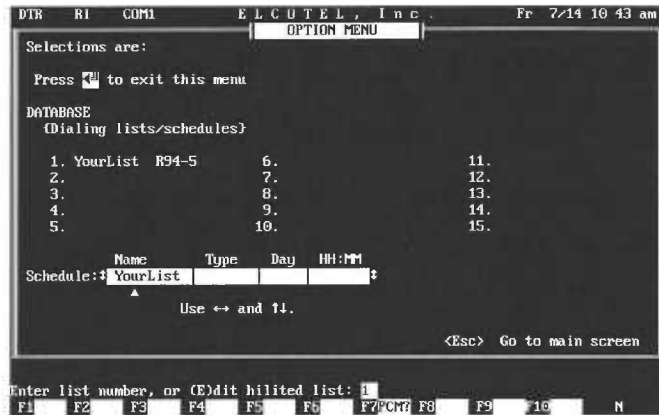 DTR RI COM1 E L C O T E L , I n c . Fr 7/14 10 43 am
OPTION MENU
Selections are:
Press to exit this menu
DATABASE
{Dialing lists/schedules}
1. YourList R94-5 6. 11.
2. 7. 12.
3. 8. 13.
4. 9. 14.
5. 10. 15.
Name Type Day HH:MM
Schedule:↕ YourList ↕
▲
Use ↔ and ↑↓.
<Esc> Go to main screen
Enter list number, or (E)dit hilited list: 1
F1 F2 F3 F4 F5 F6 F7PCM? F8 F9 F10 N